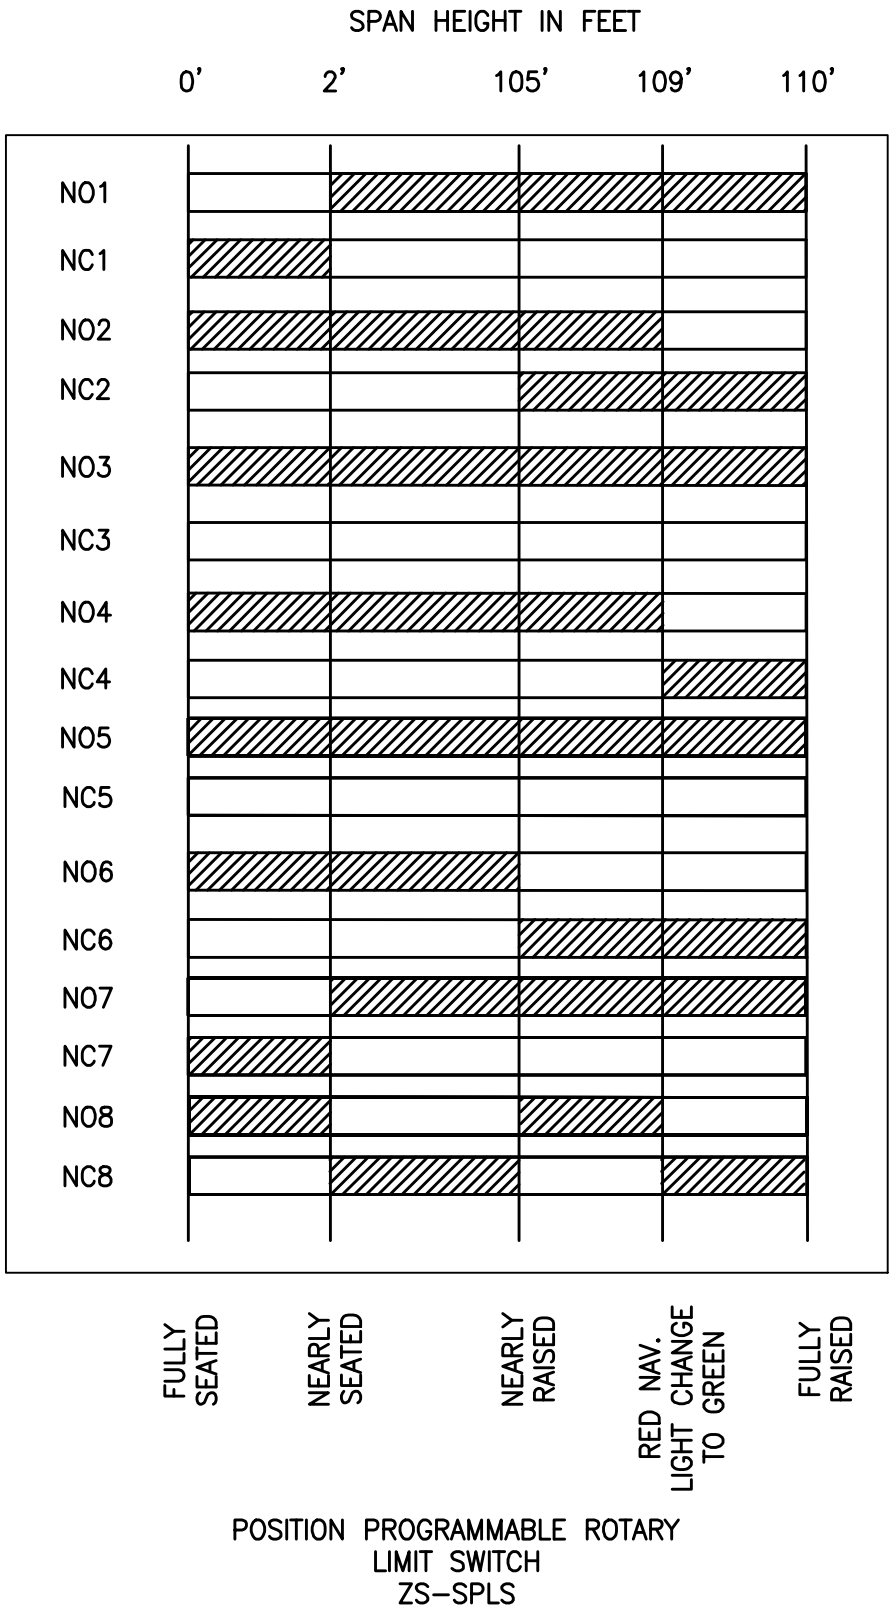 SPAN HEIGHT IN FEET
0' 2' 105' 109' 110'
NO1
NC1
NO2
NC2
NO3
NC3
NO4
NC4
NO5
NC5
NO6
NC6
NO7
NC7
NO8
NC8
FULLY
SEATED
NEARLY
SEATED
NEARLY
RAISED
RED NAV.
LIGHT CHANGE
TO GREEN
FULLY
RAISED
POSITION PROGRAMMABLE ROTARY
LIMIT SWITCH
ZS-SPLS